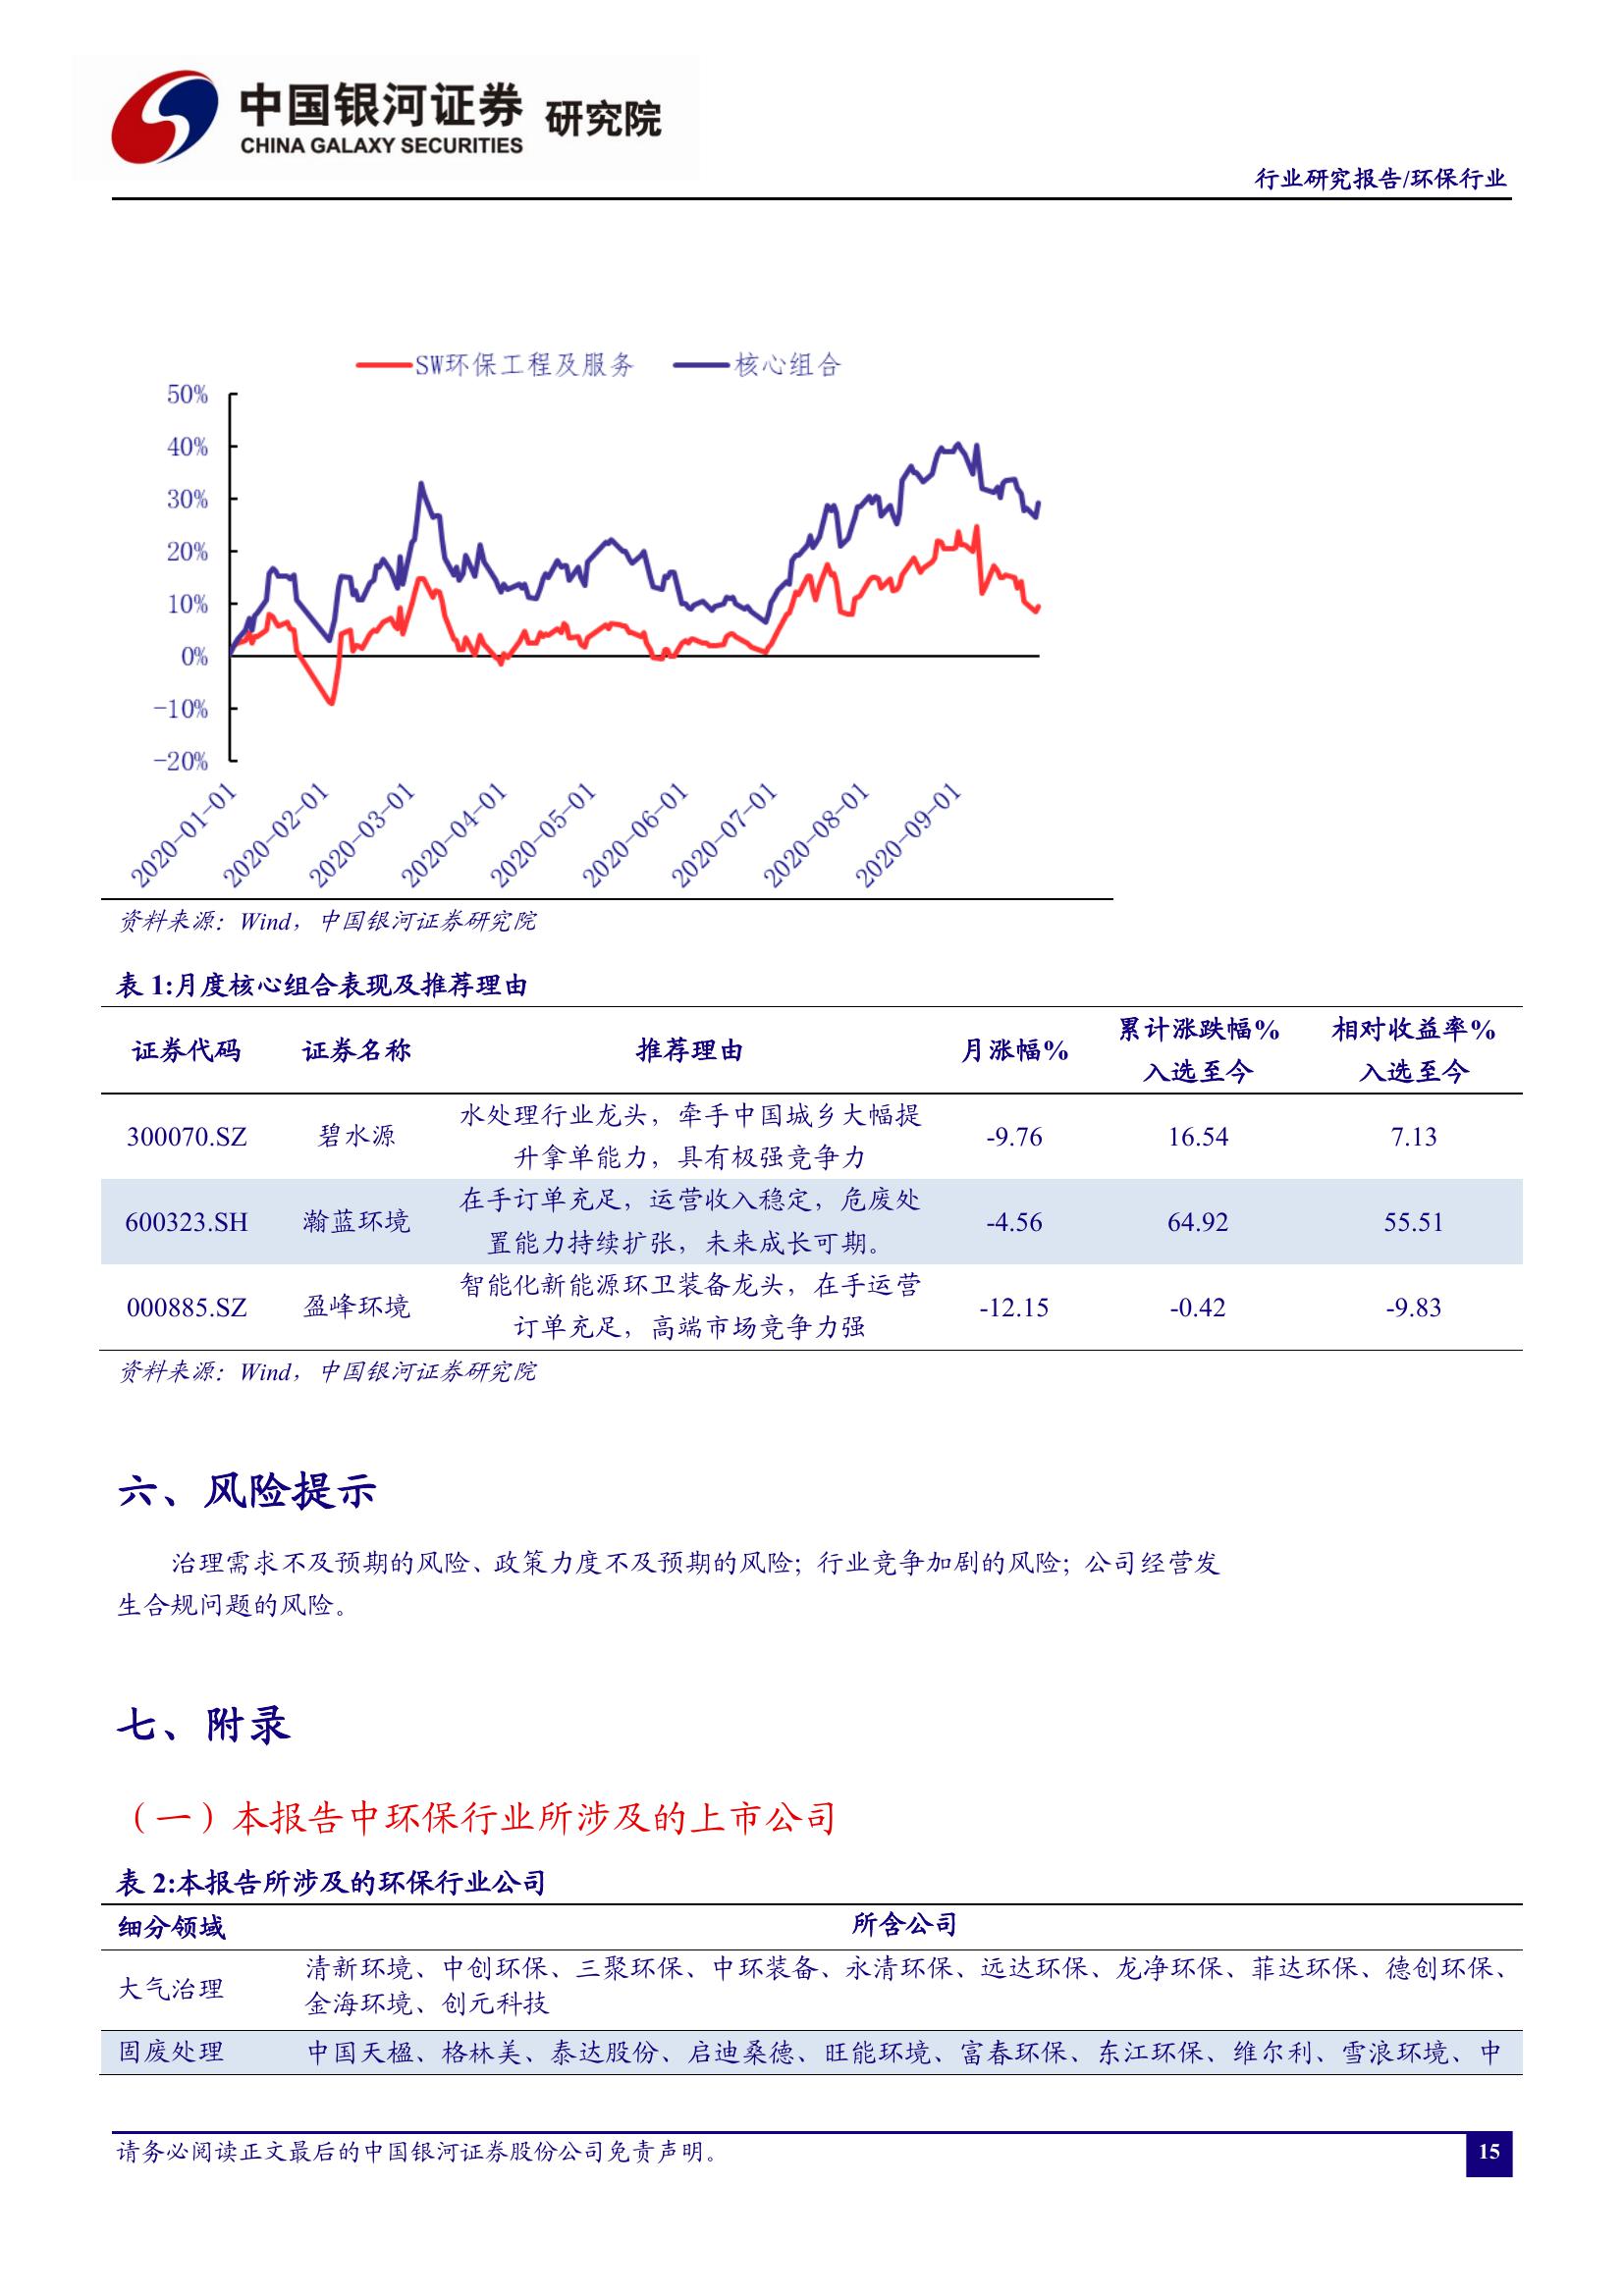 中国银河证券 研究院
CHINA GALAXY SECURITIES
行业研究报告/环保行业
SW环保工程及服务 核心组合
50%
40%
30%
20%
10%
0%
-10%
-20%
2020-01-01 2020-02-01 2020-03-01 2020-04-01 2020-05-01 2020-06-01 2020-07-01 2020-08-01 2020-09-01
资料来源：Wind，中国银河证券研究院
表 1:月度核心组合表现及推荐理由
证券代码 证券名称 推荐理由 月涨幅% 累计涨跌幅% 相对收益率%
入选至今 入选至今
水处理行业龙头，牵手中国城乡大幅提
300070.SZ 碧水源 -9.76 16.54 7.13
升拿单能力，具有极强竞争力
在手订单充足，运营收入稳定，危废处
600323.SH 瀚蓝环境 -4.56 64.92 55.51
置能力持续扩张，未来成长可期。
智能化新能源环卫装备龙头，在手运营
000885.SZ 盈峰环境 -12.15 -0.42 -9.83
订单充足，高端市场竞争力强
资料来源：Wind，中国银河证券研究院
六、风险提示
治理需求不及预期的风险、政策力度不及预期的风险；行业竞争加剧的风险；公司经营发
生合规问题的风险。
七、附录
（一）本报告中环保行业所涉及的上市公司
表 2:本报告所涉及的环保行业公司
细分领域 所含公司
大气治理 清新环境、中创环保、三聚环保、中环装备、永清环保、远达环保、龙净环保、菲达环保、德创环保、
金海环境、创元科技
固废处理 中国天楹、格林美、泰达股份、启迪桑德、旺能环境、富春环保、东江环保、维尔利、雪浪环境、中
请务必阅读正文最后的中国银河证券股份公司免责声明。
15